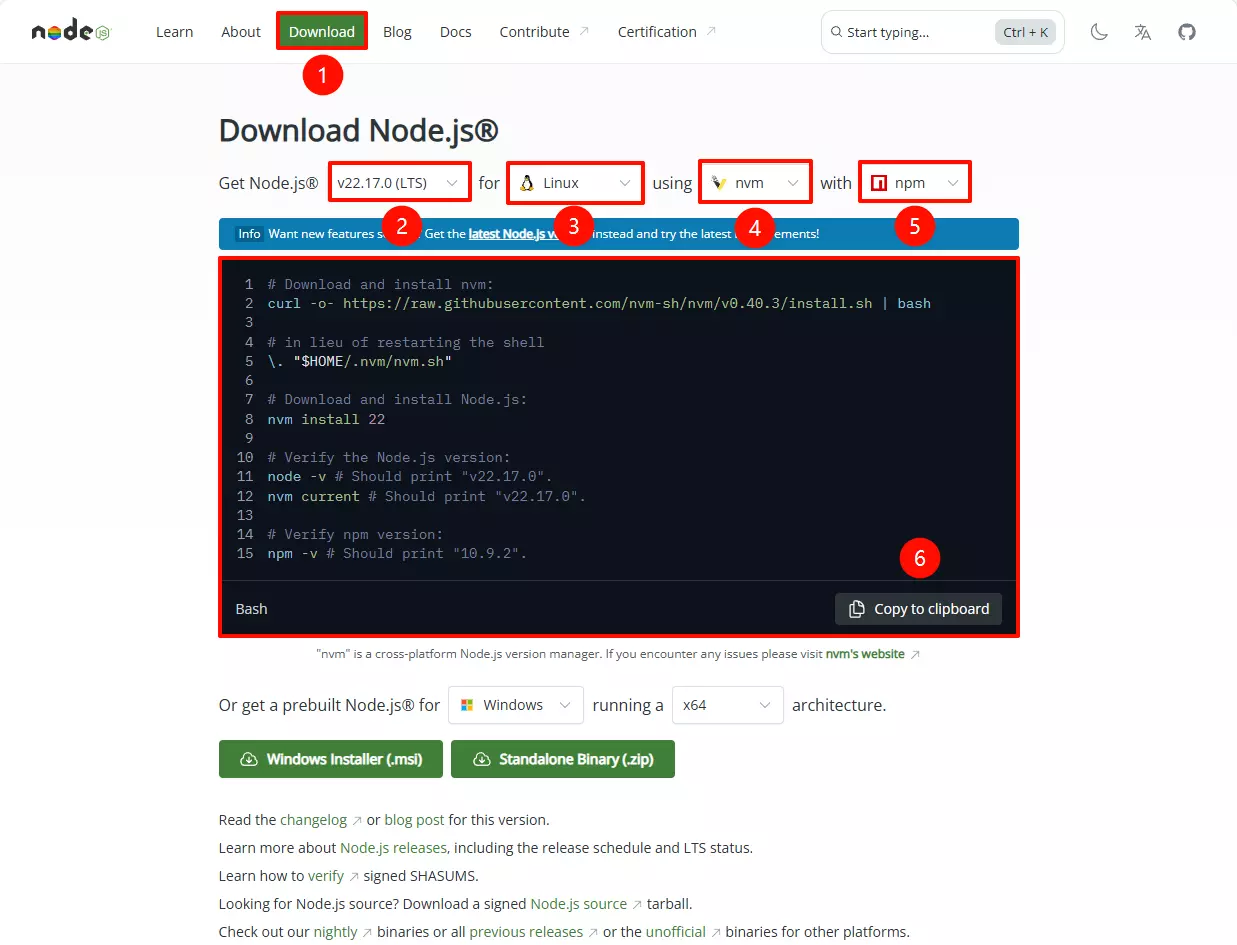 node JS Learn About Download Blog Docs Contribute Certification Start typing... Ctrl + K
1
Download Node.js®
Get Node.js® v22.17.0 (LTS) for Linux using nvm with npm
2 3 4 5
Info Want new features Get the latest Node.js instead and try the latest
1 # Download and install nvm:
2 curl -o- https://raw.githubusercontent.com/nvm-sh/nvm/v0.40.3/install.sh | bash
3
4 # in lieu of restarting the shell
5 \. "$HOME/.nvm/nvm.sh"
6
7 # Download and install Node.js:
8 nvm install 22
9
10 # Verify the Node.js version:
11 node -v # Should print "v22.17.0".
12 nvm current # Should print "v22.17.0".
13
14 # Verify npm version:
15 npm -v # Should print "10.9.2".
6
Bash Copy to clipboard
"nvm" is a cross-platform Node.js version manager. If you encounter any issues please visit nvm's website
Or get a prebuilt Node.js® for Windows running a x64 architecture.
Windows Installer (.msi) Standalone Binary (.zip)
Read the changelog or blog post for this version.
Learn more about Node.js releases, including the release schedule and LTS status.
Learn how to verify signed SHASUMS.
Looking for Node.js source? Download a signed Node.js source tarball.
Check out our nightly binaries or all previous releases or the unofficial binaries for other platforms.